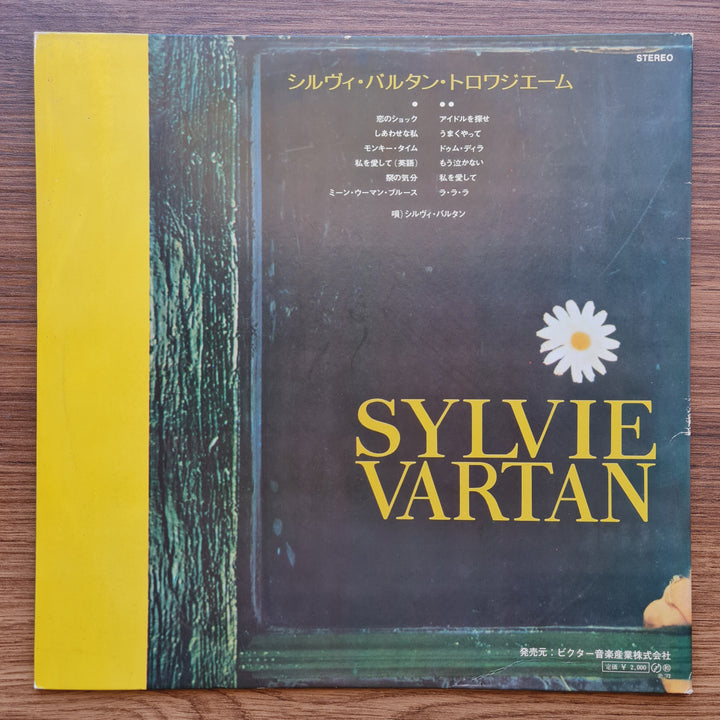 STEREO
シルヴィ・バルタン・トロワジエーム
● ●●
恋のショック アイドルを探せ
しあわせな私 うまくやって
モンキー・タイム ドゥム・ディラ
私を愛して(英語) もう泣かない
祭の気分 私を愛して
ミーン・ウーマン・ブルース ラ・ラ・ラ
唄)シルヴィ・バルタン
SYLVIE
VARTAN
発売元:ビクター音楽産業株式会社
定価 ¥ 2,000